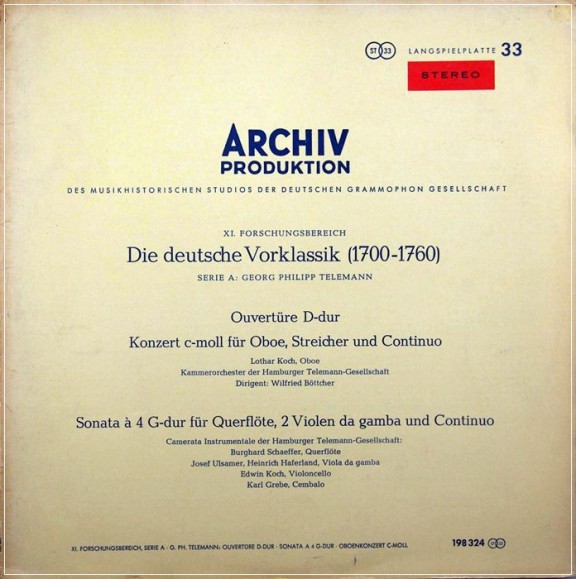 ST 33 LANGSPIELPLATTE 33
STEREO
ARCHIV
PRODUKTION
DES MUSIKHISTORISCHEN STUDIOS DER DEUTSCHEN GRAMMOPHON GESELLSCHAFT
XI. FORSCHUNGSBEREICH
Die deutsche Vorklassik (1700-1760)
SERIE A: GEORG PHILIPP TELEMANN
Ouvertüre D-dur
Konzert c-moll für Oboe, Streicher und Continuo
Lothar Koch, Oboe
Kammerorchester der Hamburger Telemann-Gesellschaft
Dirigent: Wilfried Böttcher
Sonata à 4 G-dur für Querflöte, 2 Violen da gamba und Continuo
Camerata Instrumentale der Hamburger Telemann-Gesellschaft:
Burghard Schaeffer, Querflöte
Josef Ulsamer, Heinrich Haferland, Viola da gamba
Edwin Koch, Violoncello
Karl Grebe, Cembalo
XI. FORSCHUNGSBEREICH, SERIE A · G. PH. TELEMANN: OUVERTÜRE D-DUR · SONATA A 4 G-DUR · OBOENKONZERT C-MOLL 198 324